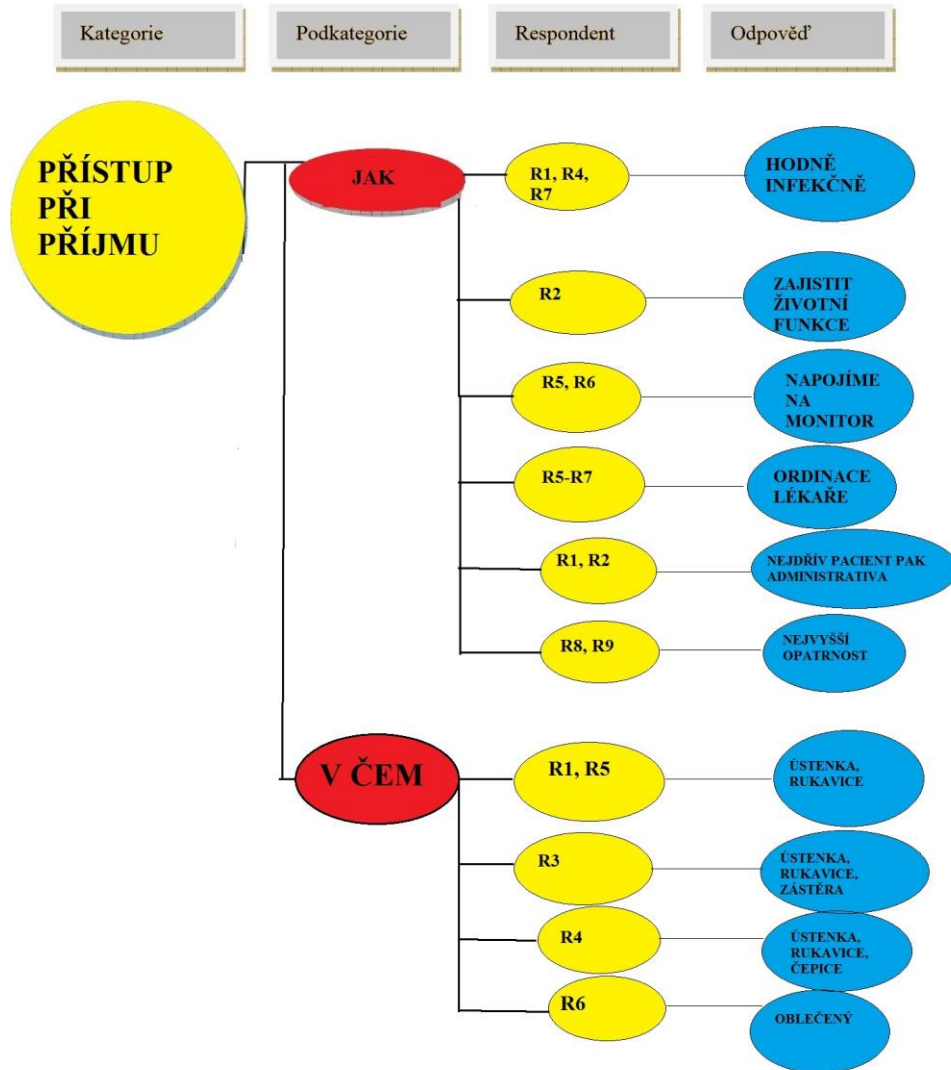 Kategorie
Podkategorie
Respondent
Odpověď
PŘÍSTUP
PŘI
PŘÍJMU
JAK
R1, R4,
R7
HODNĚ
INFEKČNĚ
R2
ZAJISTIT
ŽIVOTNÍ
FUNKCE
R5, R6
NAPOJÍME
NA
MONITOR
R5-R7
ORDINACE
LÉKAŘE
R1, R2
NEJDŘÍV PACIENT PAK
ADMINISTRATIVA
R8, R9
NEJVYŠŠÍ
OPATRNOST
V ČEM
R1, R5
ÚSTENKA,
RUKAVICE
R3
ÚSTENKA,
RUKAVICE,
ZÁSTĚRA
R4
ÚSTENKA,
RUKAVICE,
ČEPICE
R6
OBLEČENÝ